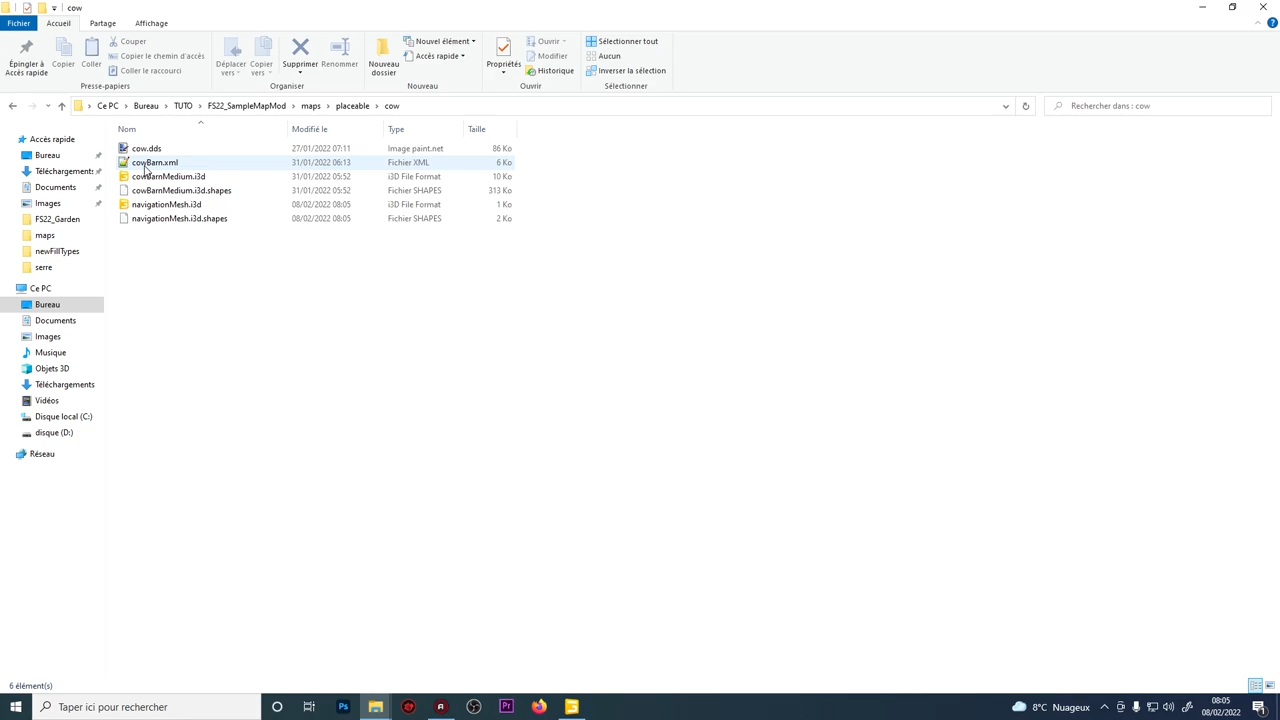 cow
Fichier Accueil Partage Affichage
Épingler à Accès rapide
Copier
Coller
Couper
Copier le chemin d'accès
Coller le raccourci
Presse-papiers
Déplacer vers
Copier vers
Supprimer
Renommer
Organiser
Nouveau dossier
Nouvel élément
Accès rapide
Nouveau
Propriétés
Ouvrir
Modifier
Historique
Ouvrir
Sélectionner tout
Aucun
Inverser la sélection
Sélectionner
Ce PC > Bureau > TUTO > FS22_SampleMapMod > maps > placeable > cow
Rechercher dans : cow
Nom Modifié le Type Taille
cow.dds 27/01/2022 07:11 Image paint.net 86 Ko
cowBarn.xml 31/01/2022 06:13 Fichier XML 6 Ko
cowBarnMedium.i3d 31/01/2022 05:52 i3D File Format 10 Ko
cowBarnMedium.i3d.shapes 31/01/2022 05:52 Fichier SHAPES 313 Ko
navigationMesh.i3d 08/02/2022 08:05 i3D File Format 1 Ko
navigationMesh.i3d.shapes 08/02/2022 08:05 Fichier SHAPES 2 Ko
Accès rapide
Bureau
Téléchargements
Documents
Images
FS22_Garden
maps
newFillTypes
serre
Ce PC
Bureau
Documents
Images
Musique
Objets 3D
Téléchargements
Vidéos
Disque local (C:)
disque (D:)
Réseau
6 élément(s)
Taper ici pour rechercher
Ps
Pr
8°C Nuageux
08:05
08/02/2022